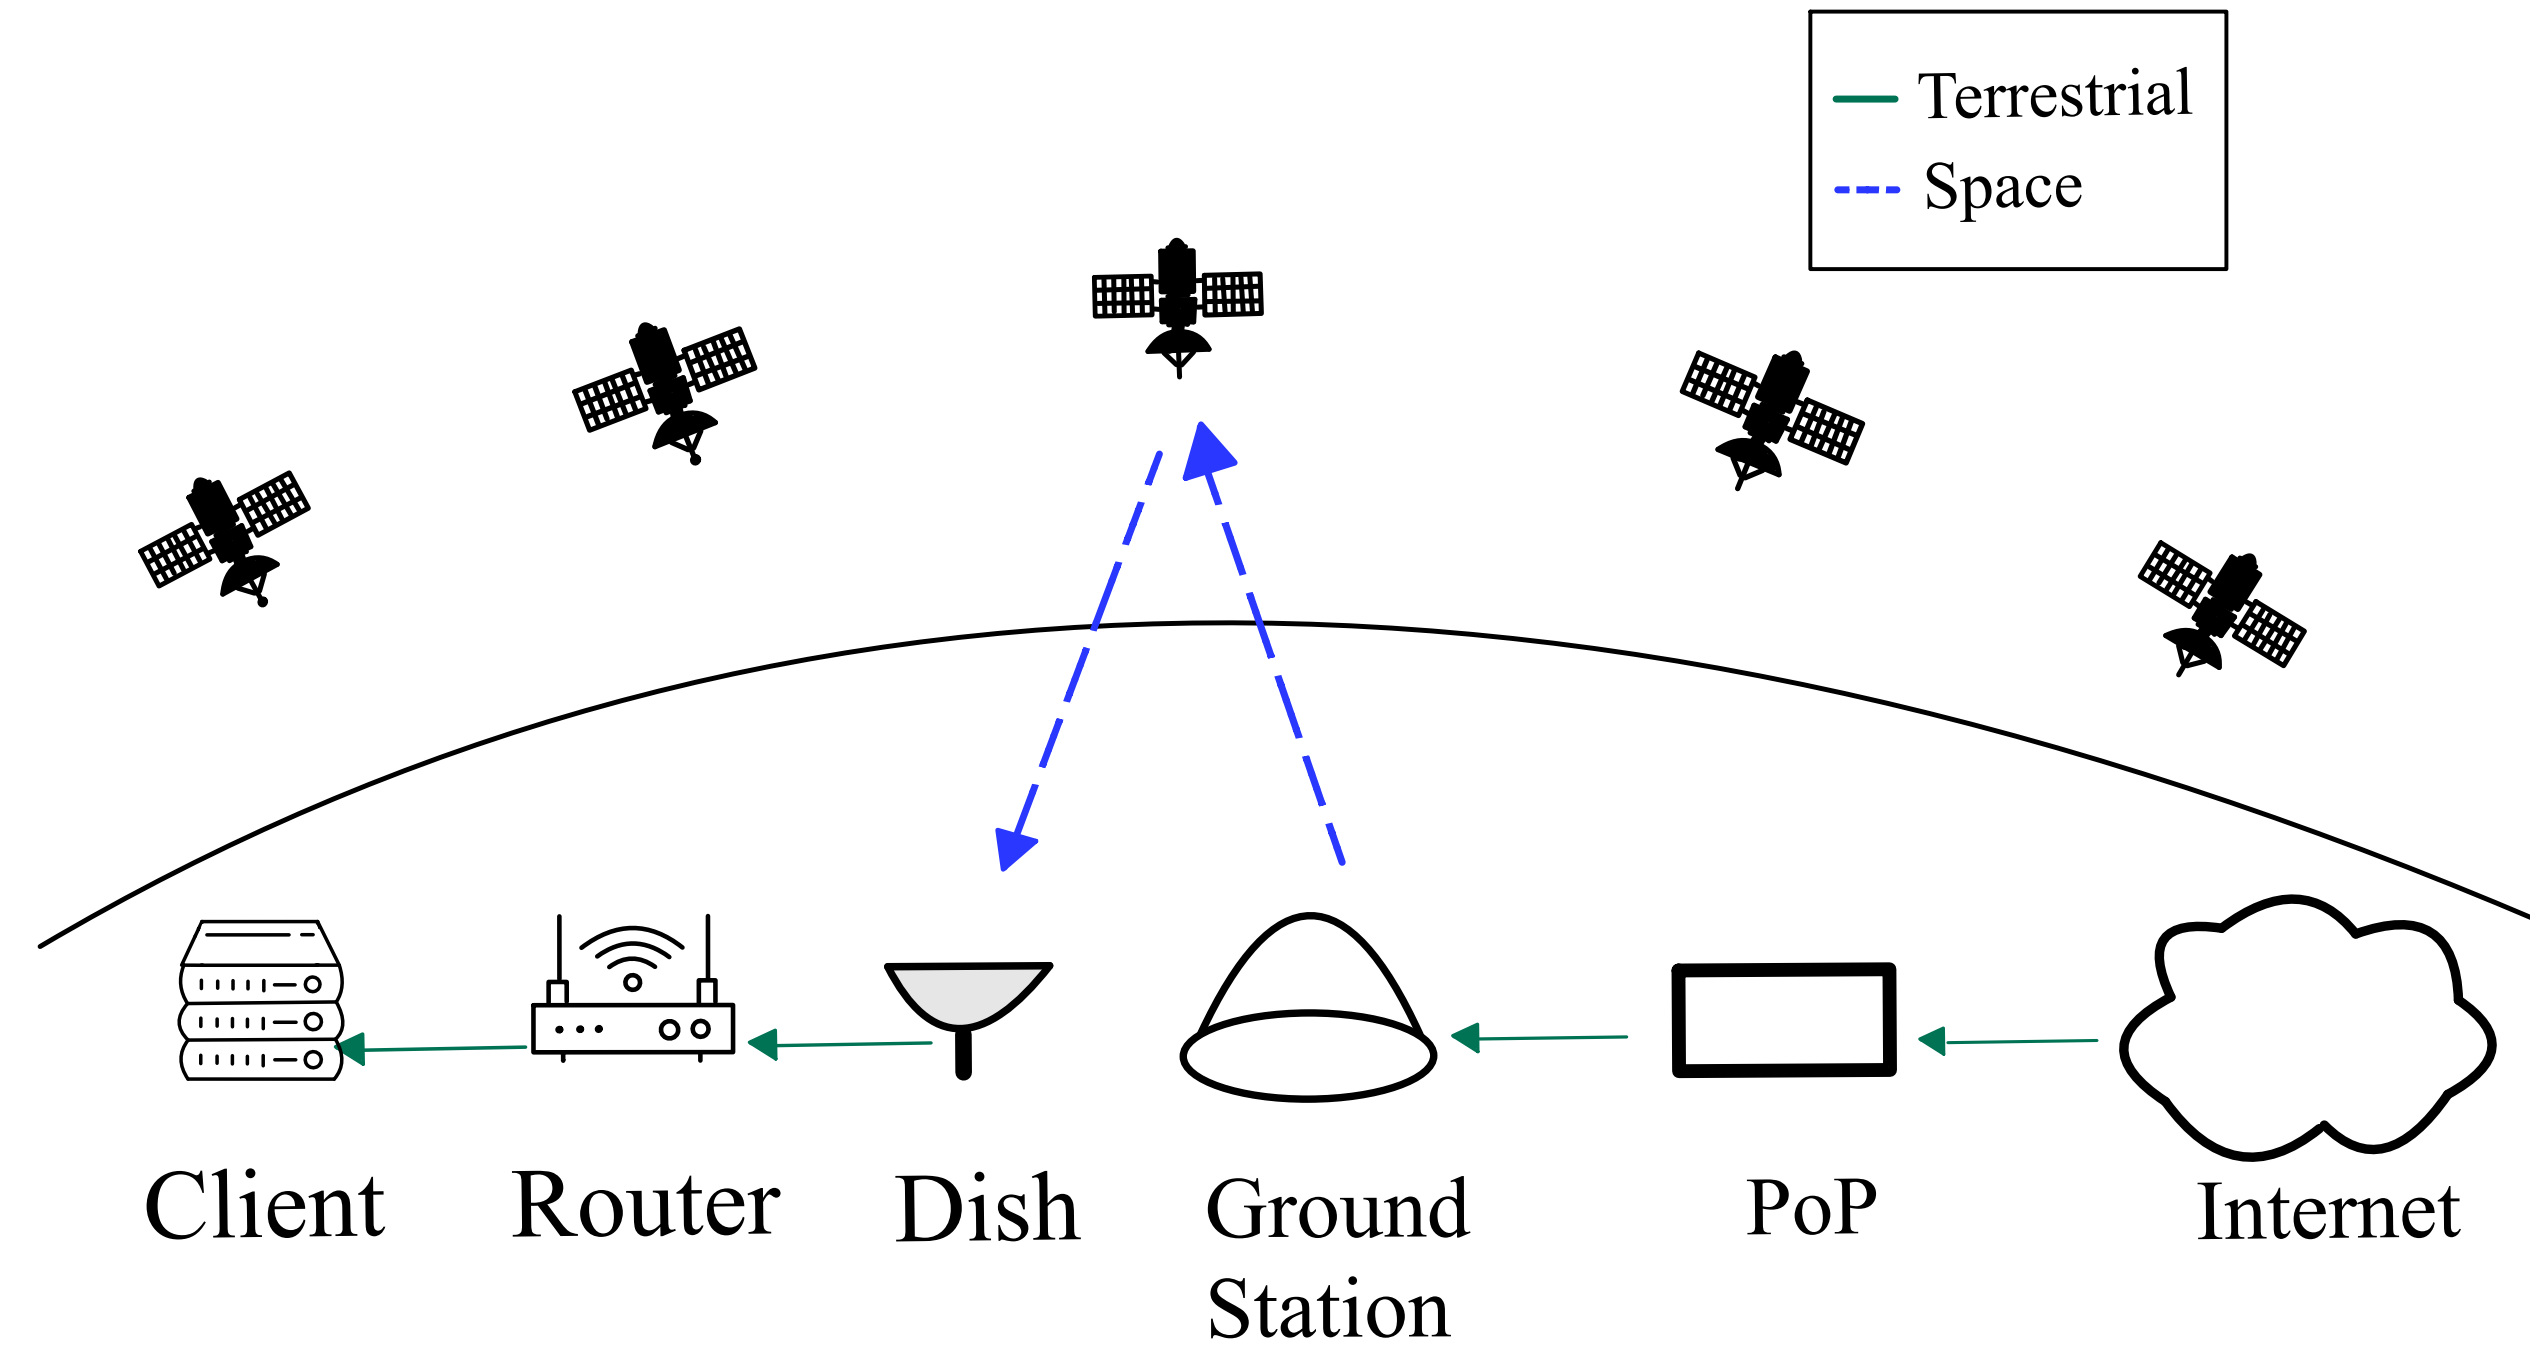 Terrestrial
Space
Client
Router
Dish
Ground
Station
PoP
Internet